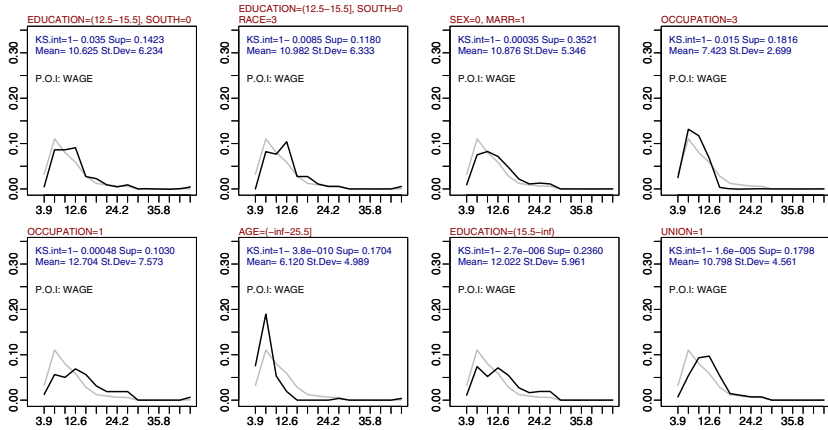 EDUCATION=(12.5−15.5], SOUTH=0
KS.int=1− 0.035 Sup= 0.1423
Mean= 10.625 St.Dev= 6.234
P.O.I: WAGE
0.00 0.10 0.20 0.30
3.9 12.6 24.2 35.8
EDUCATION=(12.5−15.5], SOUTH=0
RACE=3
KS.int=1− 0.0085 Sup= 0.1180
Mean= 10.982 St.Dev= 6.333
P.O.I: WAGE
0.00 0.10 0.20 0.30
3.9 12.6 24.2 35.8
SEX=0, MARR=1
KS.int=1− 0.00035 Sup= 0.3521
Mean= 10.876 St.Dev= 5.346
P.O.I: WAGE
0.00 0.10 0.20 0.30
3.9 12.6 24.2 35.8
OCCUPATION=3
KS.int=1− 0.015 Sup= 0.1816
Mean= 7.423 St.Dev= 2.699
P.O.I: WAGE
0.00 0.10 0.20 0.30
3.9 12.6 24.2 35.8
OCCUPATION=1
KS.int=1− 0.00048 Sup= 0.1030
Mean= 12.704 St.Dev= 7.573
P.O.I: WAGE
0.00 0.10 0.20 0.30
3.9 12.6 24.2 35.8
AGE=(−inf−25.5]
KS.int=1− 3.8e−010 Sup= 0.1704
Mean= 6.120 St.Dev= 4.989
P.O.I: WAGE
0.00 0.10 0.20 0.30
3.9 12.6 24.2 35.8
EDUCATION=(15.5−inf)
KS.int=1− 2.7e−006 Sup= 0.2360
Mean= 12.022 St.Dev= 5.961
P.O.I: WAGE
0.00 0.10 0.20 0.30
3.9 12.6 24.2 35.8
UNION=1
KS.int=1− 1.6e−005 Sup= 0.1798
Mean= 10.798 St.Dev= 4.561
P.O.I: WAGE
0.00 0.10 0.20 0.30
3.9 12.6 24.2 35.8